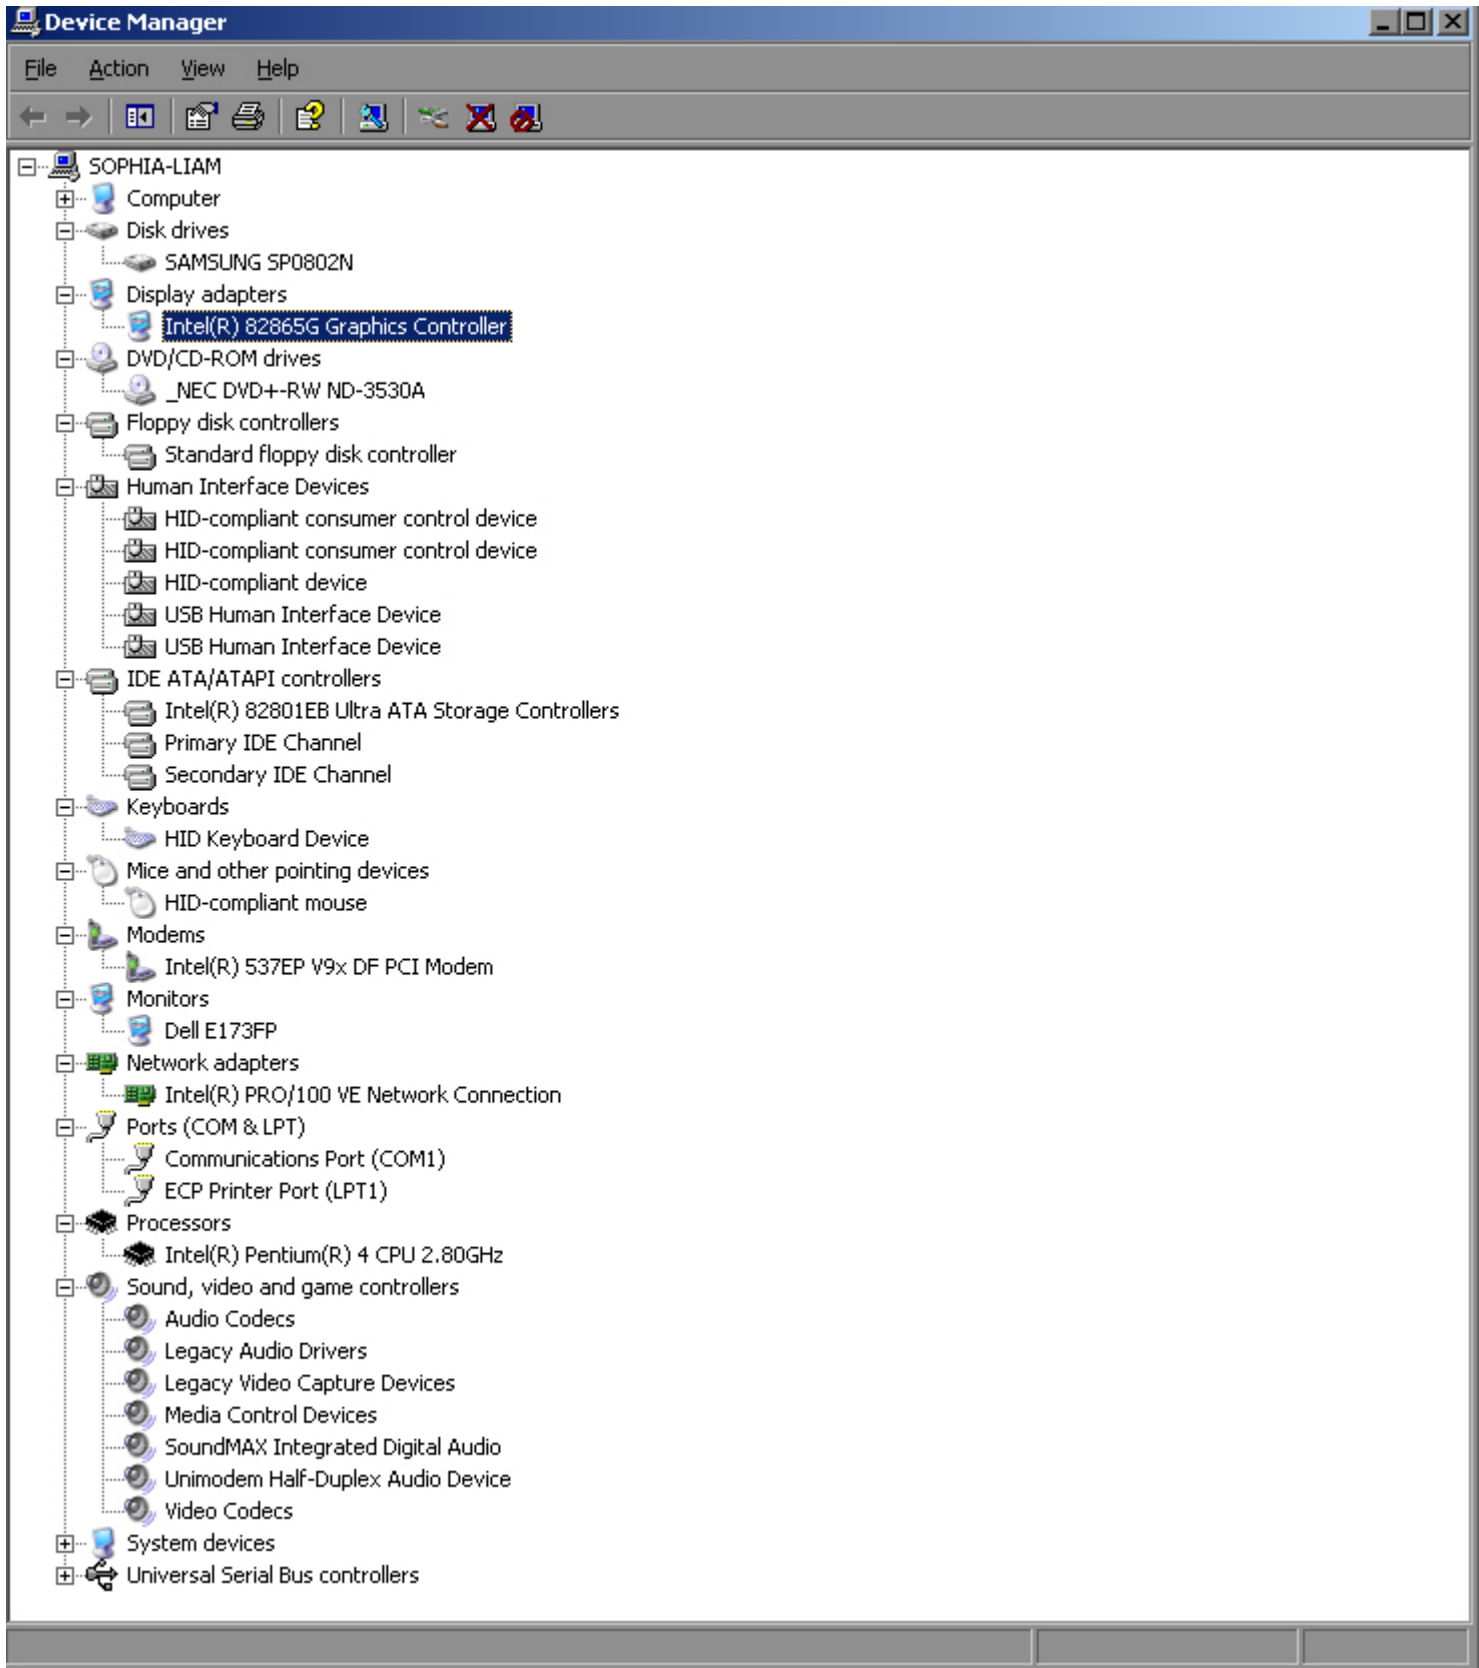 Device Manager
File Action View Help
SOPHIA-LIAM
Computer
Disk drives
SAMSUNG SP0802N
Display adapters
Intel(R) 82865G Graphics Controller
DVD/CD-ROM drives
_NEC DVD+-RW ND-3530A
Floppy disk controllers
Standard floppy disk controller
Human Interface Devices
HID-compliant consumer control device
HID-compliant consumer control device
HID-compliant device
USB Human Interface Device
USB Human Interface Device
IDE ATA/ATAPI controllers
Intel(R) 82801EB Ultra ATA Storage Controllers
Primary IDE Channel
Secondary IDE Channel
Keyboards
HID Keyboard Device
Mice and other pointing devices
HID-compliant mouse
Modems
Intel(R) 537EP V9x DF PCI Modem
Monitors
Dell E173FP
Network adapters
Intel(R) PRO/100 VE Network Connection
Ports (COM & LPT)
Communications Port (COM1)
ECP Printer Port (LPT1)
Processors
Intel(R) Pentium(R) 4 CPU 2.80GHz
Sound, video and game controllers
Audio Codecs
Legacy Audio Drivers
Legacy Video Capture Devices
Media Control Devices
SoundMAX Integrated Digital Audio
Unimodem Half-Duplex Audio Device
Video Codecs
System devices
Universal Serial Bus controllers